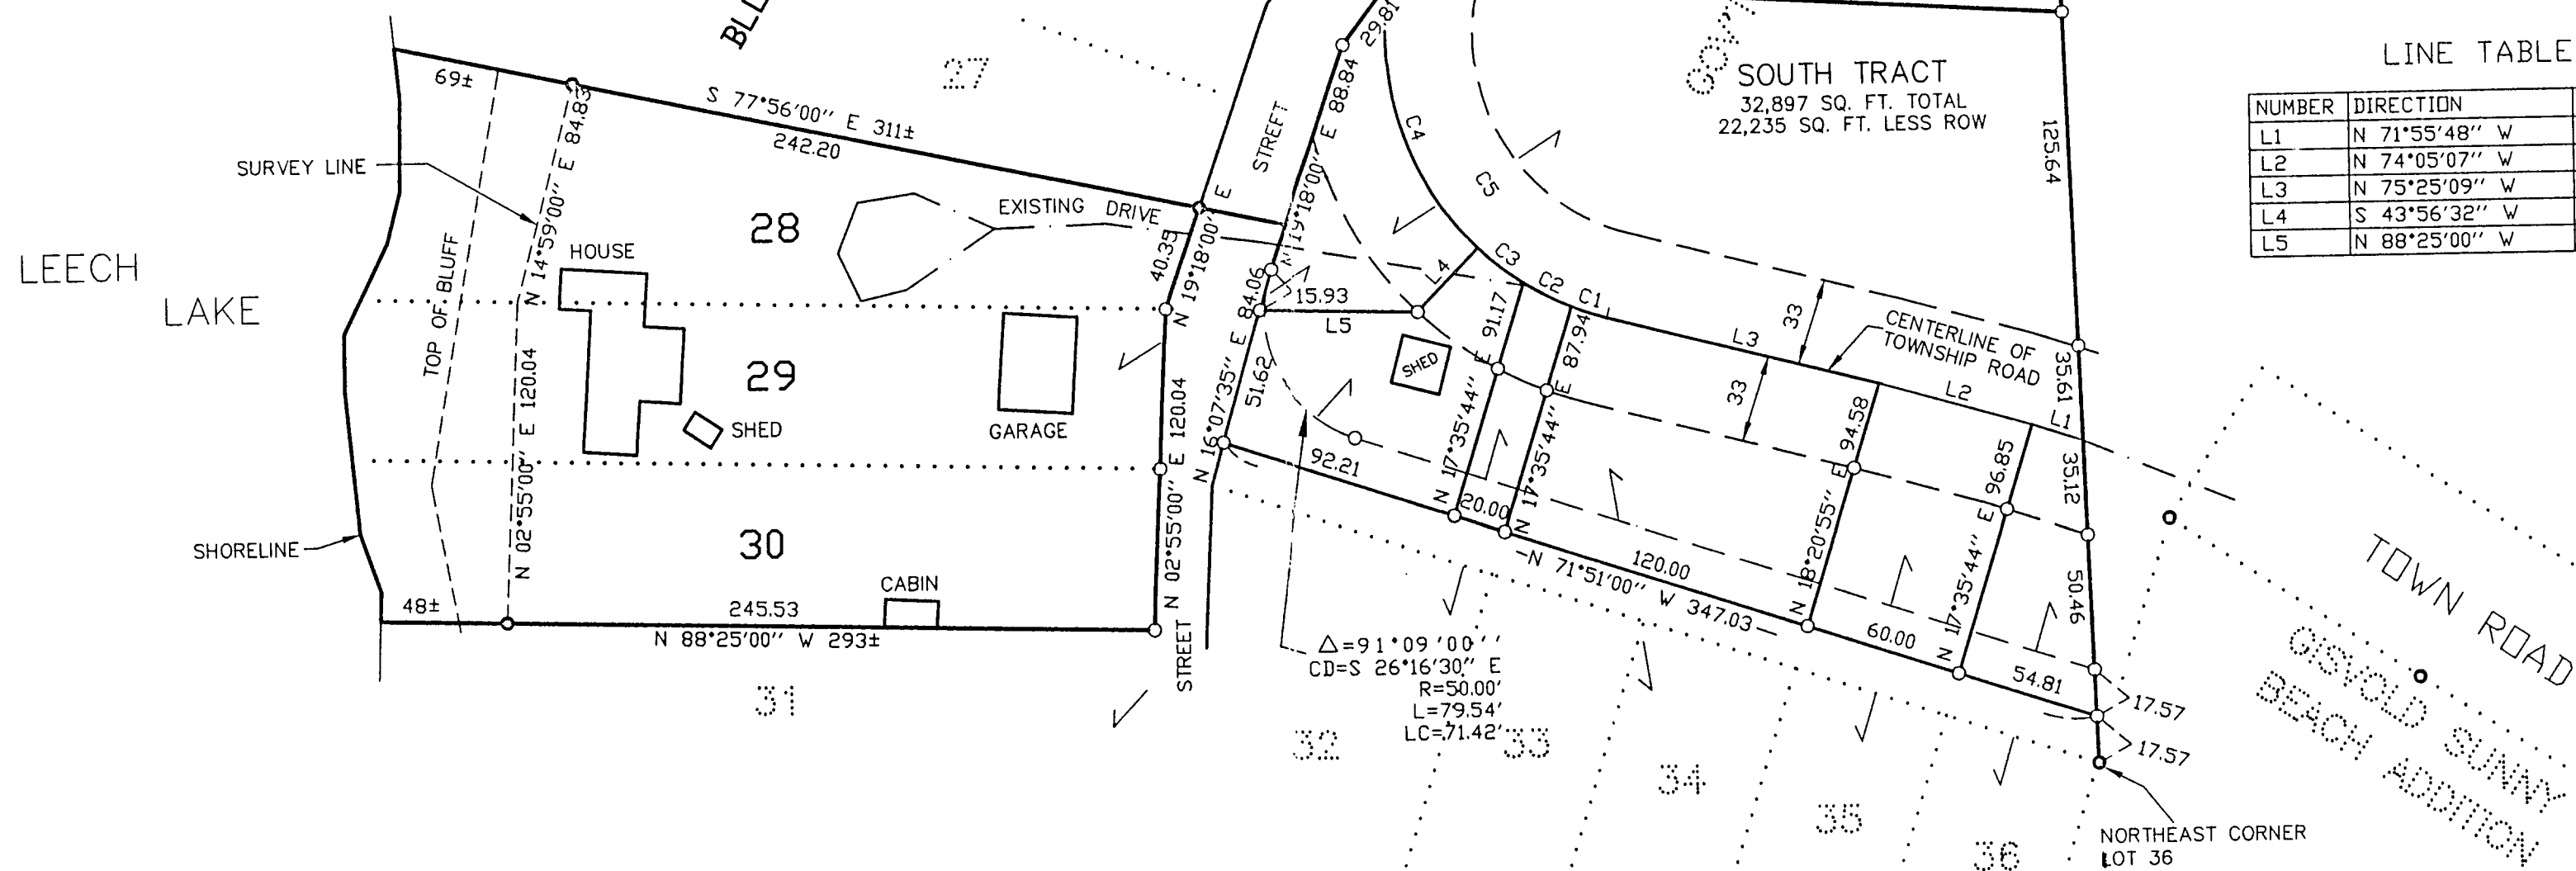 BLL
69±
S 77°56'00" E 311±
242.20
27
SURVEY LINE
N 14°59'00" E 84.83
TOP OF BLUFF
HOUSE
28
EXISTING DRIVE
LEECH
LAKE
29
SHED
GARAGE
N 02°55'00" E 120.04
SHORELINE
30
CABIN
48±
245.53
N 88°25'00" W 293±
31
40.35
N 19°18'00" E
STREET
N 02°55'00" E 120.04
STREET
29.81
N 19°18'00" E 88.84
84.06
15.93
L5
L4
N 16°07'35" E
51.62
C4
C5
C3
C2
C1
SHED
N 17°35'44" E 91.17
N 17°35'44" E 87.94
92.21
20.00
120.00
N 71°51'00" W 347.03
N 18°20'55" E 94.58
60.00
N 17°35'44" E 96.85
54.81
L3
33
33
CENTERLINE OF
TOWNSHIP ROAD
L2
L1
SOUTH TRACT
32,897 SQ. FT. TOTAL
22,235 SQ. FT. LESS ROW
125.64
35.61
35.12
50.46
17.57
17.57
△=91°09'00''
CD=S 26°16'30" E
R=50.00'
L=79.54'
LC=71.42'
32
33
34
35
36
NORTHEAST CORNER
LOT 36
TOWN ROAD
GISVOLD SUNNY
BEACH ADDITION
LINE TABLE
NUMBER DIRECTION
L1 N 71°55'48'' W
L2 N 74°05'07'' W
L3 N 75°25'09'' W
L4 S 43°56'32'' W
L5 N 88°25'00'' W